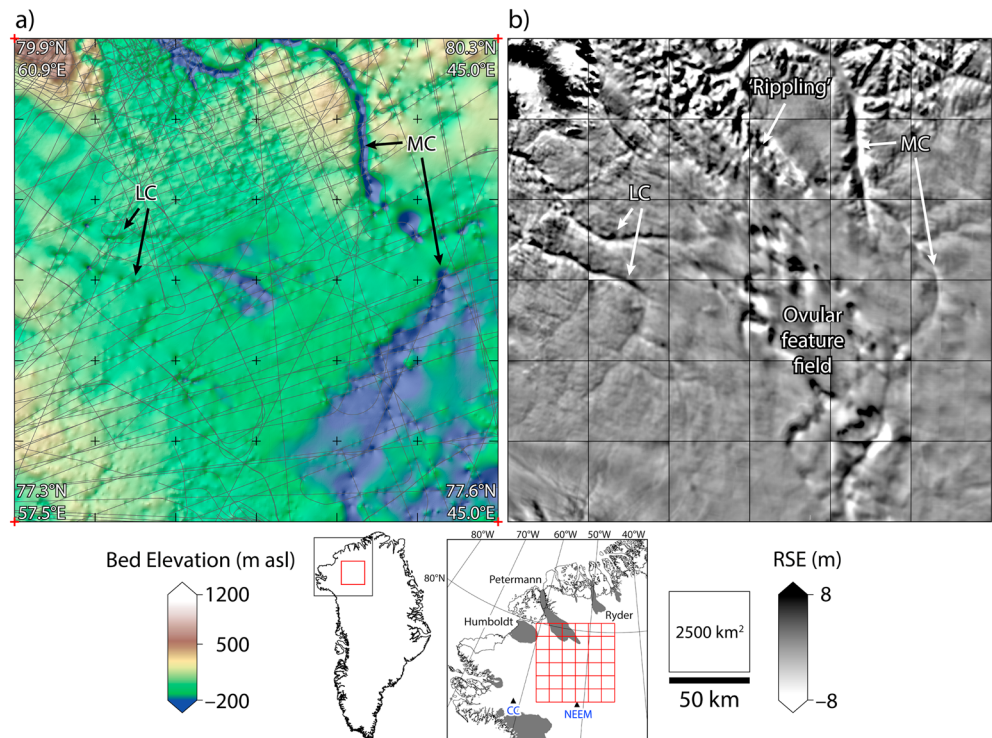 a)
b)
79.9°N
60.9°E
80.3°N
45.0°E
MC
LC
77.3°N
57.5°E
77.6°N
45.0°E
'Rippling'
MC
LC
Ovular
feature
field
Bed Elevation (m asl)
1200
500
–200
80°W
70°W
60°W
50°W
40°W
80°N
Petermann
Humboldt
Ryder
CC
NEEM
2500 km²
50 km
RSE (m)
8
–8